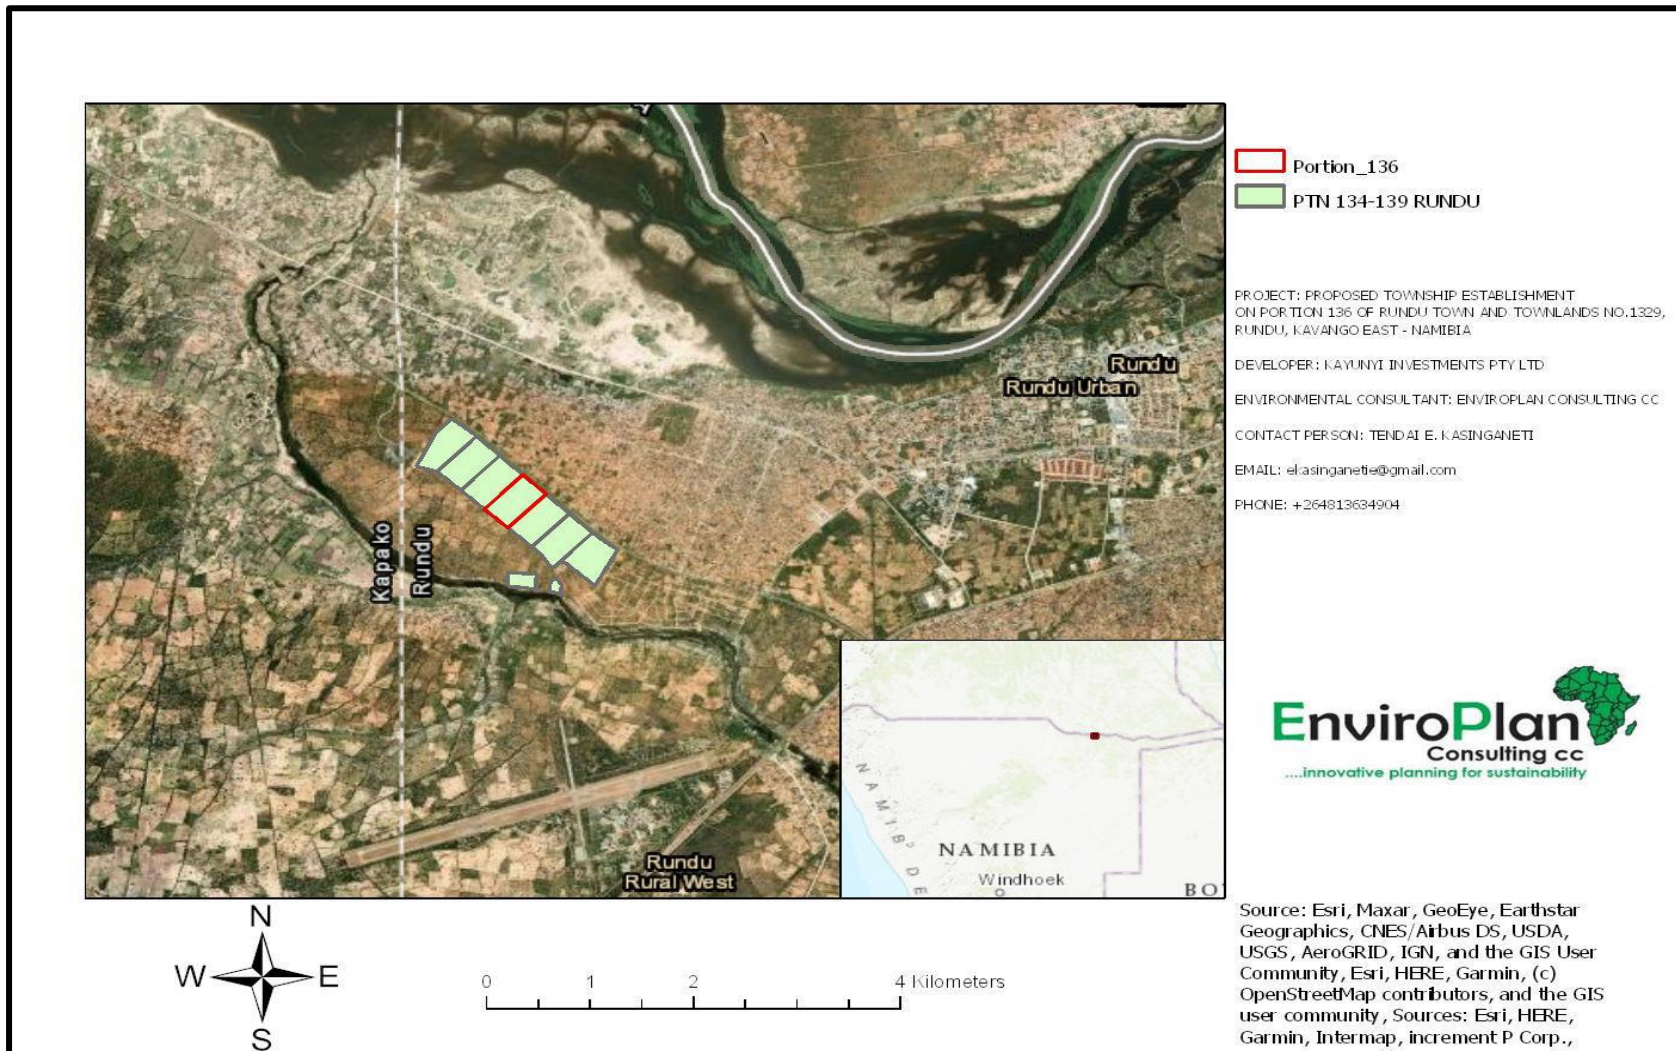 Portion_136
PTN 134-139 RUNDU
PROJECT: PROPOSED TOWNSHIP ESTABLISHMENT
ON PORTION 136 OF RUNDU TOWN AND TOWNLANDS NO.1329,
RUNDU, KAVANGO EAST - NAMIBIA
DEVELOPER: KAYUNYI INVESTMENTS PTY LTD
ENVIRONMENTAL CONSULTANT: ENVIROPLAN CONSULTING CC
CONTACT PERSON: TENDAI E. KASINGANETI
EMAIL: ekasinganetie@gmail.com
PHONE: +264813634904
Rundu
Rundu Urban
Kapako
Rundu
Rundu
Rural West
NAMIB DE
NAMIBIA
Windhoek
BO
EnviroPlan
Consulting cc
....innovative planning for sustainability
N
W E
S
0 1 2 4 Kilometers
Source: Esri, Maxar, GeoEye, Earthstar
Geographics, CNES/Airbus DS, USDA,
USGS, AeroGRID, IGN, and the GIS User
Community, Esri, HERE, Garmin, (c)
OpenStreetMap contributors, and the GIS
user community, Sources: Esri, HERE,
Garmin, Intermap, increment P Corp.,